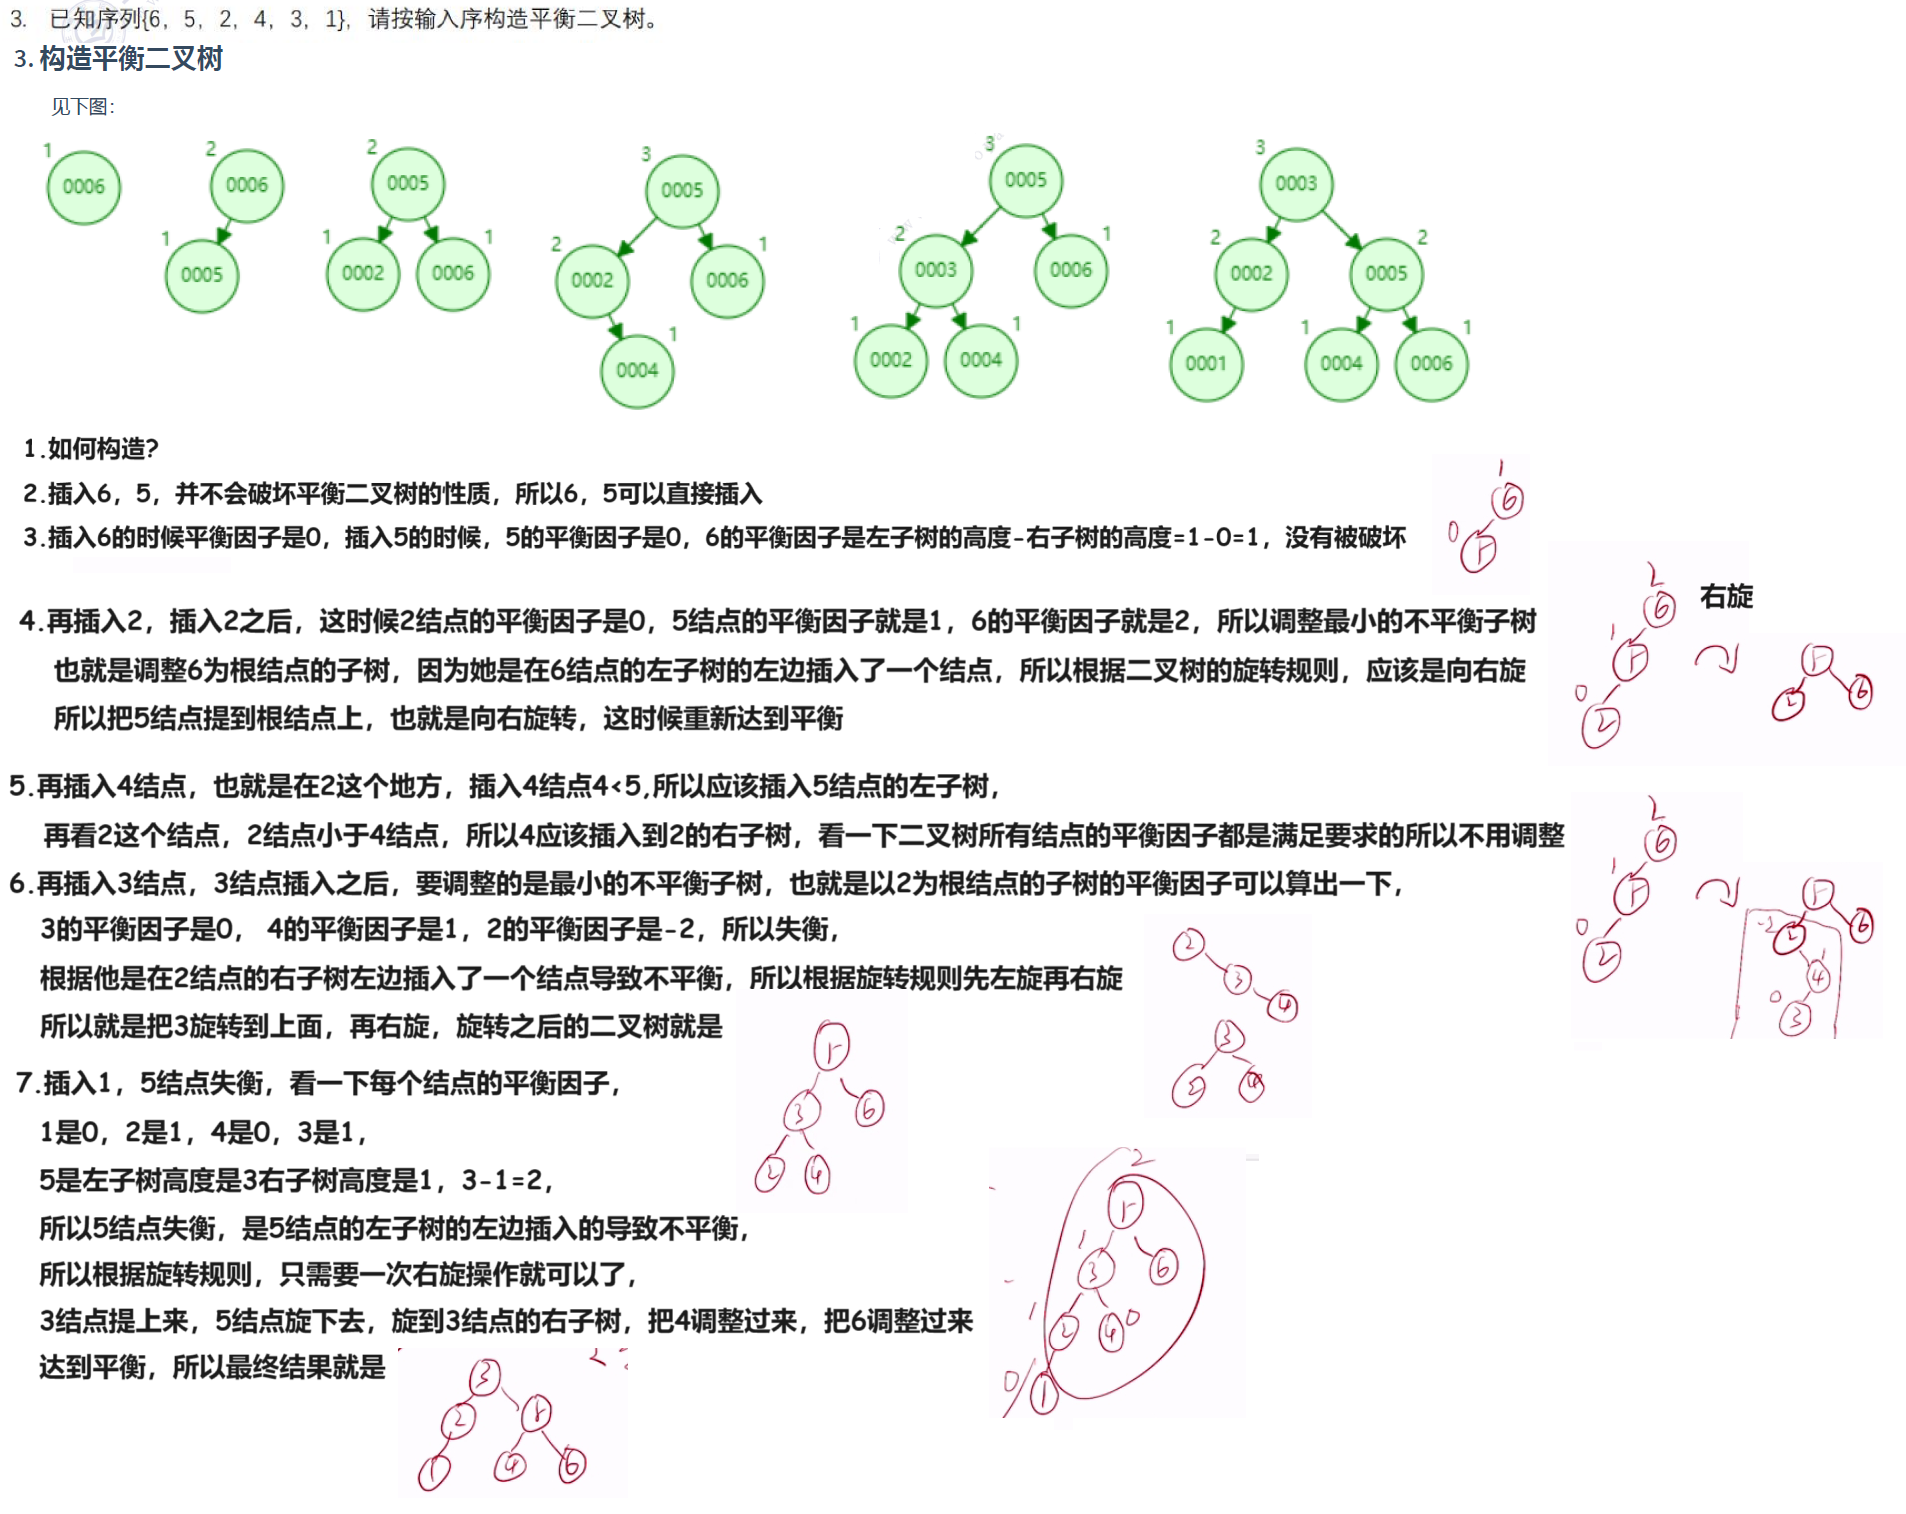 3. 已知序列{6，5，2，4，3，1}，请按输入序构造平衡二叉树。
3. 构造平衡二叉树
见下图：
1 0006
2 0006
1 0005
2 0005
1 0002 0006 1
3 0005
2 0002 0006 1
0004 1
3 0005
2 0003 0006 1
1 0002 0004 1
3 0003
2 0002 0005 2
1 0001 1 0004 0006 1
1.如何构造?
2.插入6，5，并不会破坏平衡二叉树的性质，所以6，5可以直接插入
3.插入6的时候平衡因子是0，插入5的时候，5的平衡因子是0，6的平衡因子是左子树的高度-右子树的高度=1-0=1，没有被破坏
1
6
0
5
4.再插入2，插入2之后，这时候2结点的平衡因子是0，5结点的平衡因子就是1，6的平衡因子就是2，所以调整最小的不平衡子树
也就是调整6为根结点的子树，因为她是在6结点的左子树的左边插入了一个结点，所以根据二叉树的旋转规则，应该是向右旋
所以把5结点提到根结点上，也就是向右旋转，这时候重新达到平衡
2
6
右旋
1
5
0
2
5
2 6
5.再插入4结点，也就是在2这个地方，插入4结点4<5,所以应该插入5结点的左子树，
再看2这个结点，2结点小于4结点，所以4应该插入到2的右子树，看一下二叉树所有结点的平衡因子都是满足要求的所以不用调整
6.再插入3结点，3结点插入之后，要调整的是最小的不平衡子树，也就是以2为根结点的子树的平衡因子可以算出一下，
3的平衡因子是0， 4的平衡因子是1，2的平衡因子是-2，所以失衡，
根据他是在2结点的右子树左边插入了一个结点导致不平衡，所以根据旋转规则先左旋再右旋
所以就是把3旋转到上面，再右旋，旋转之后的二叉树就是
2
6
1
5
0
2
5
-2 2 6
1
4
0
3
2
3
4
3
2 4
5
3 6
2 4
7.插入1，5结点失衡，看一下每个结点的平衡因子，
1是0，2是1，4是0，3是1，
5是左子树高度是3右子树高度是1，3-1=2，
所以5结点失衡，是5结点的左子树的左边插入的导致不平衡，
所以根据旋转规则，只需要一次右旋操作就可以了，
3结点提上来，5结点旋下去，旋到3结点的右子树，把4调整过来，把6调整过来
达到平衡，所以最终结果就是
2
5
1
3 6
1
2 4 0
0
1
3
2 5
1 4 6